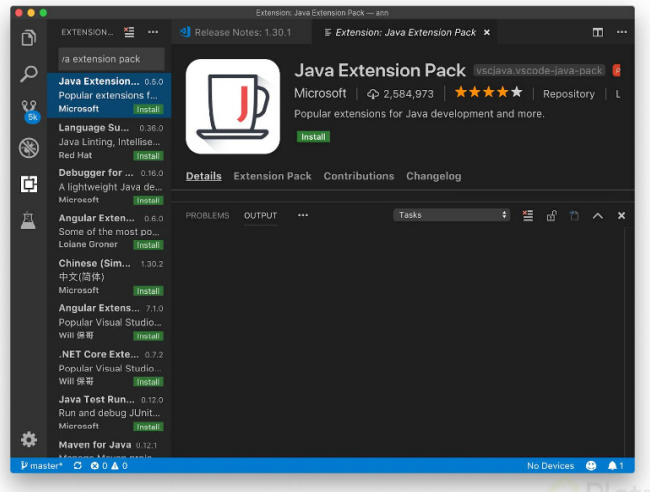 Extension: Java Extension Pack — ann
EXTENSION...
Release Notes: 1.30.1
Extension: Java Extension Pack
/a extension pack
Java Extension... 0.5.0
Popular extensions f...
Microsoft Install
Language Su... 0.36.0
Java Linting, Intellise...
Red Hat Install
Debugger for ... 0.16.0
A lightweight Java de...
Microsoft Install
Angular Exten... 0.6.0
Some of the most po...
Loiane Groner Install
Chinese (Sim... 1.30.2
中文(简体)
Microsoft Install
Angular Extens... 7.1.0
Popular Visual Studio...
Will 保哥 Install
.NET Core Exte... 0.7.2
Popular Visual Studio...
Will 保哥 Install
Java Test Run... 0.12.0
Run and debug JUnit...
Microsoft Install
Maven for Java 0.12.1
5k
Java Extension Pack vscjava.vscode-java-pack
Microsoft 2,584,973 Repository L
Popular extensions for Java development and more.
Install
Details Extension Pack Contributions Changelog
PROBLEMS OUTPUT ... Tasks
master* 0 0
No Devices 1